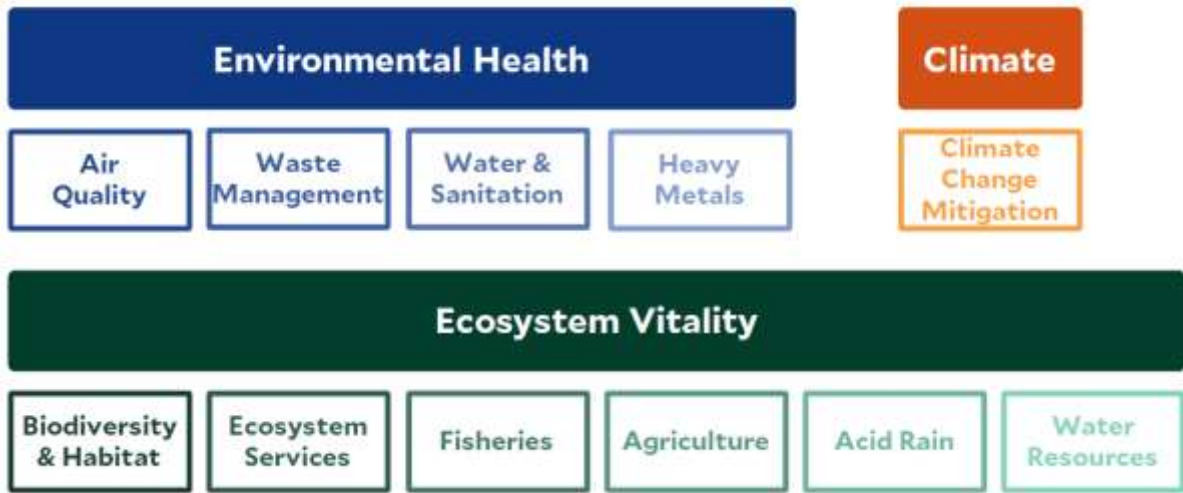 Environmental Health
Climate
Air
Quality
Waste
Management
Water &
Sanitation
Heavy
Metals
Climate
Change
Mitigation
Ecosystem Vitality
Biodiversity
& Habitat
Ecosystem
Services
Fisheries
Agriculture
Acid Rain
Water
Resources